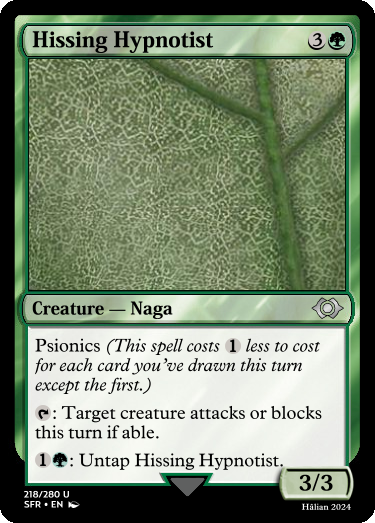 Hissing Hypnotist 3
Creature — Naga
Psionics (This spell costs 1 less to cost
for each card you've drawn this turn
except the first.)
: Target creature attacks or blocks
this turn if able.
1 : Untap Hissing Hypnotist.
3/3
218/280 U
SFR • EN
Hālian 2024